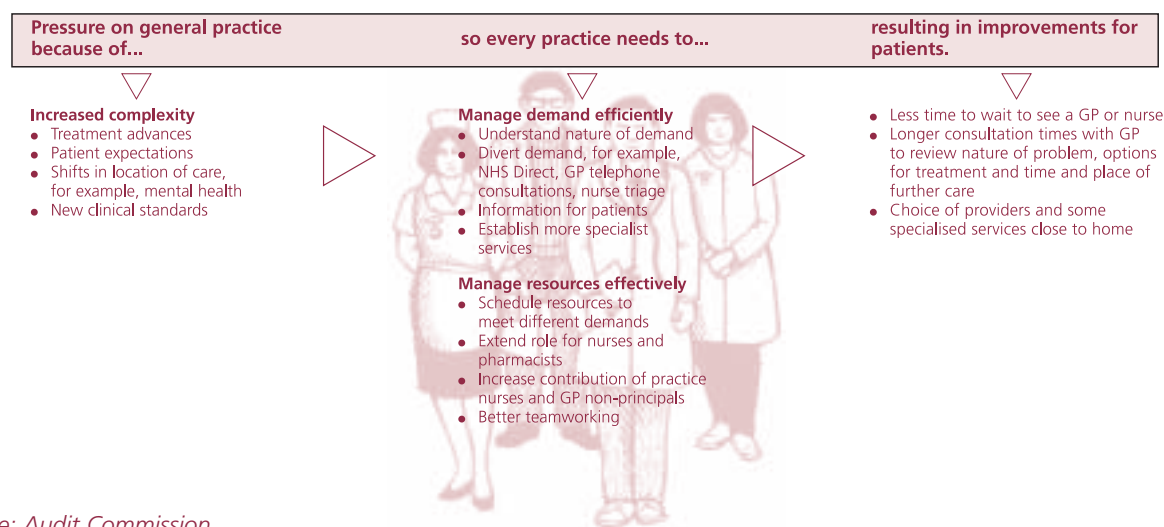 Pressure on general practice
because of...
so every practice needs to...
resulting in improvements for
patients.
Increased complexity
● Treatment advances
● Patient expectations
● Shifts in location of care,
for example, mental health
● New clinical standards
Manage demand efficiently
● Understand nature of demand
● Divert demand, for example,
NHS Direct, GP telephone
consultations, nurse triage
● Information for patients
● Establish more specialist
services
Manage resources effectively
● Schedule resources to
meet different demands
● Extend role for nurses and
pharmacists
● Increase contribution of practice
nurses and GP non-principals
● Better teamworking
● Less time to wait to see a GP or nurse
● Longer consultation times with GP
to review nature of problem, options
for treatment and time and place of
further care
● Choice of providers and some
specialised services close to home
e: Audit Commission